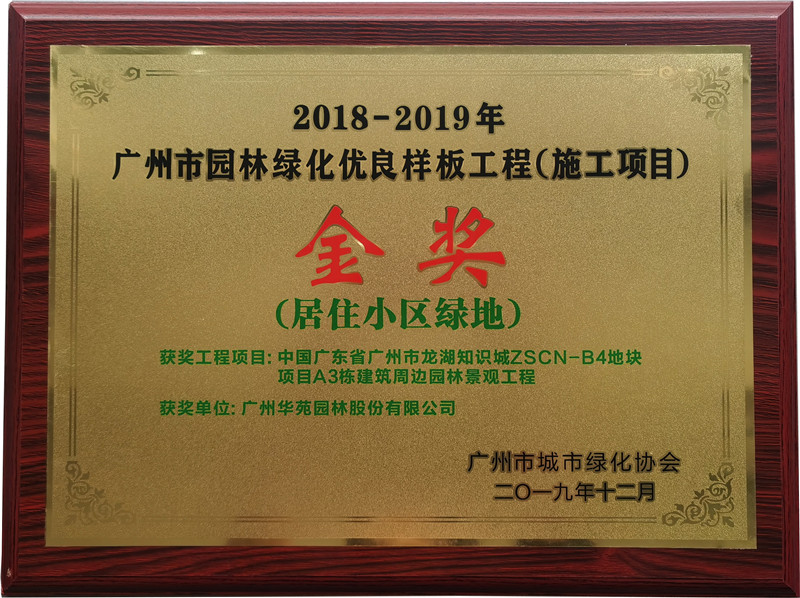 2018-2019年
广州市园林绿化优良样板工程(施工项目)
金奖
(居住小区绿地)
获奖工程项目: 中国广东省广州市龙湖知识城ZSCN-B4地块
项目A3栋建筑周边园林景观工程
获奖单位: 广州华苑园林股份有限公司
广州市城市绿化协会
二〇一九年十二月